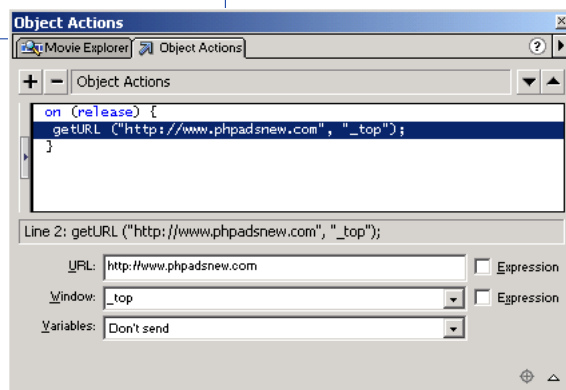 Object Actions
Movie Explorer Object Actions ?
+ - Object Actions
on (release) {
getURL ("http://www.phpadsnew.com", "_top");
}
Line 2: getURL ("http://www.phpadsnew.com", "_top");
URL: http://www.phpadsnew.com Expression
Window: _top Expression
Variables: Don't send